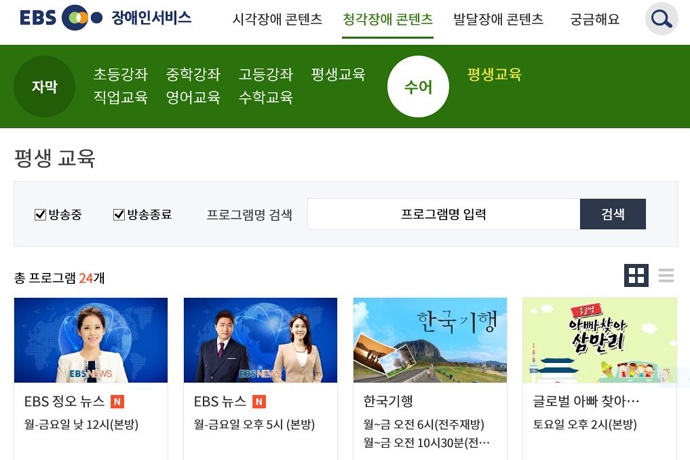 EBS 장애인서비스
시각장애 콘텐츠 청각장애 콘텐츠 발달장애 콘텐츠 궁금해요
자막 초등강좌 중학강좌 고등강좌 평생교육 수어 평생교육
직업교육 영어교육 수학교육
평생 교육
방송중 방송종료 프로그램명 검색 프로그램명 입력 검색
총 프로그램 24개
EBS NEWS
EBS NEWS
한국기행
글로벌
아빠찾아
삼만리
EBS 정오 뉴스 N
월-금요일 낮 12시(본방)
EBS 뉴스 N
월-금요일 오후 5시 (본방)
한국기행
월~금 오전 6시(전주재방)
월~금 오전 10시30분(전…
글로벌 아빠 찾아…
토요일 오후 2시(본방)